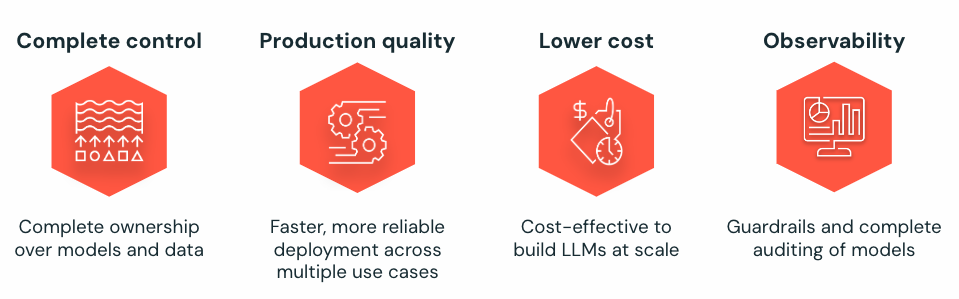 Complete control
Production quality
Lower cost
Observability
$
Complete ownership
over models and data
Faster, more reliable
deployment across
multiple use cases
Cost-effective to
build LLMs at scale
Guardrails and complete
auditing of models